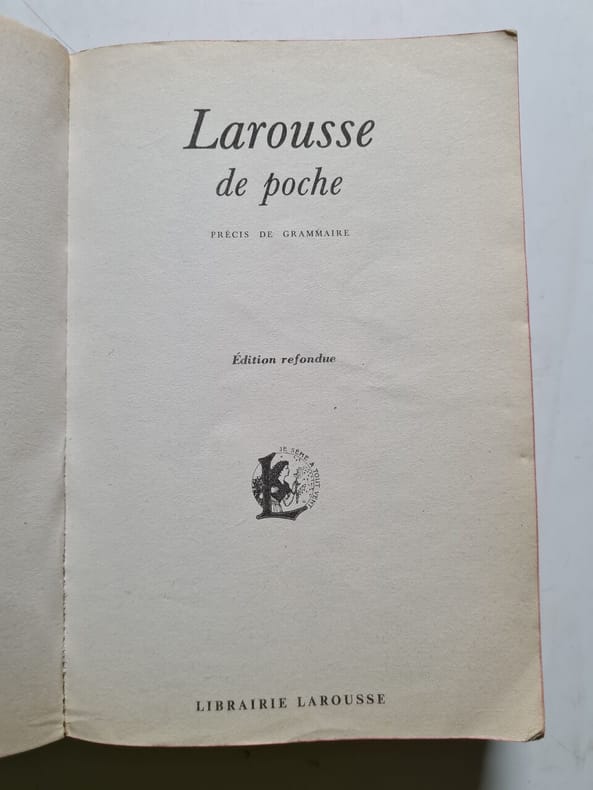 Larousse
de poche
PRÉCIS DE GRAMMAIRE
Édition refondue
JE SÈME À TOUT VENT
L
LIBRAIRIE LAROUSSE